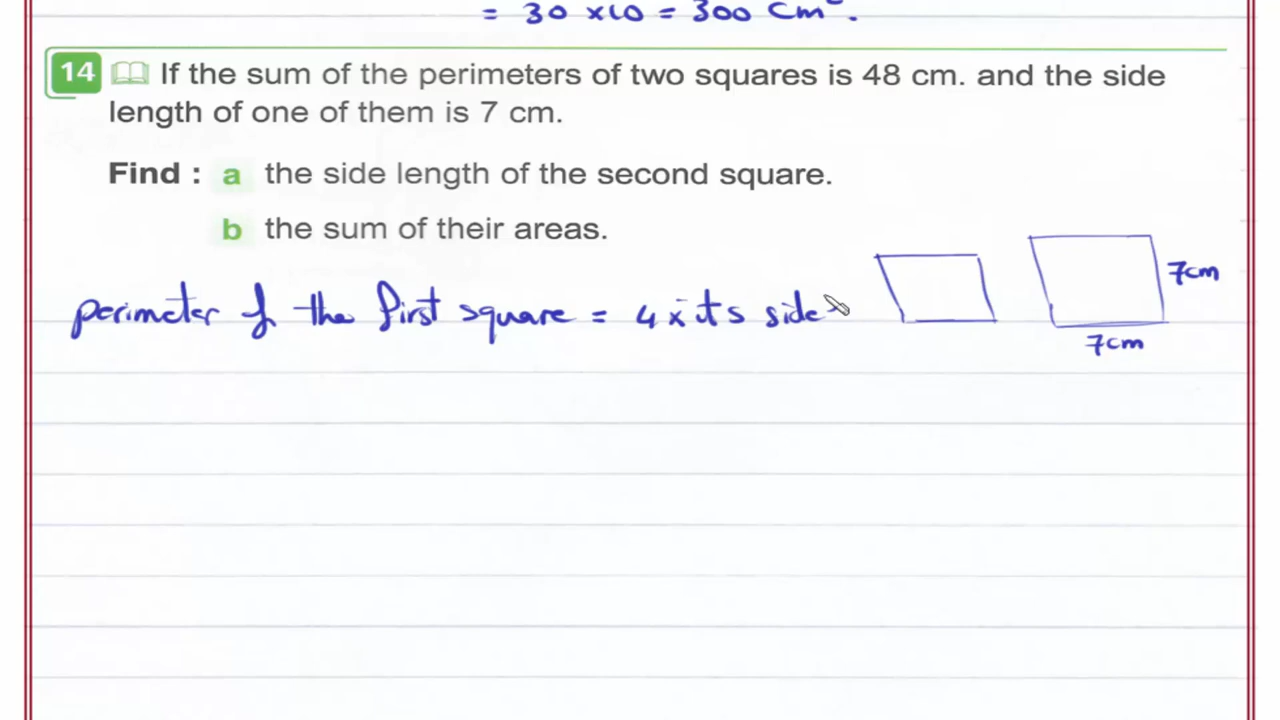 = 30 × 10 = 300 Cm².
14 If the sum of the perimeters of two squares is 48 cm. and the side
length of one of them is 7 cm.
Find : a the side length of the second square.
b the sum of their areas.
perimeter of the first square = 4 × its side
7cm
7cm